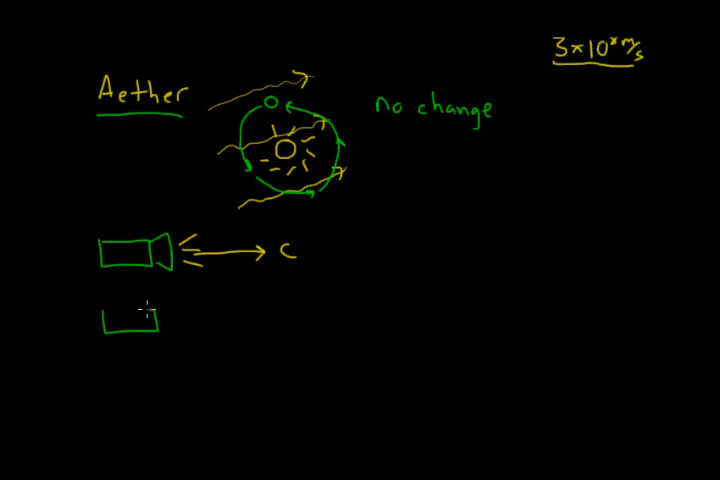 3×10⁸ m/s
Aether
no change
c